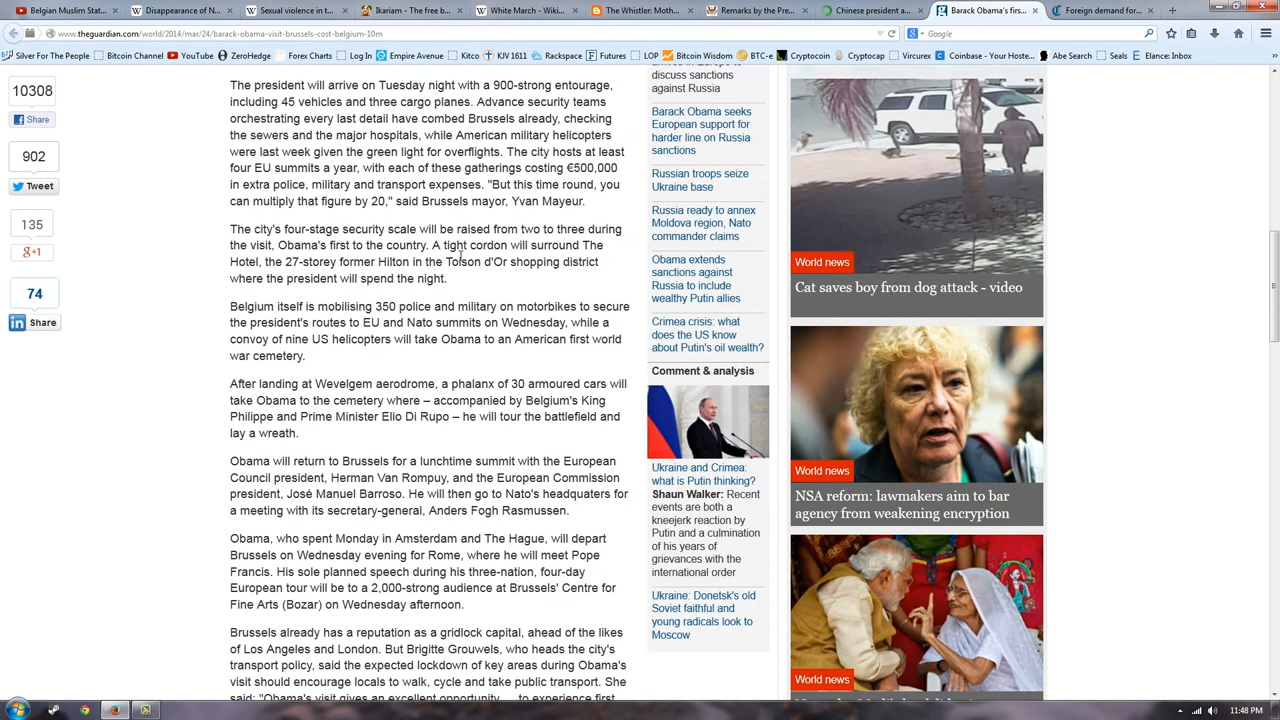 Belgian Muslim Stat...
Disappearance of N...
Sexual violence in t...
Ikariam - The free b...
White March - Wiki...
The Whistler: Moth...
Remarks by the Pre...
Chinese president a...
Barack Obama's firs...
Foreign demand for...
www.theguardian.com/world/2014/mar/24/barack-obama-visit-brussels-cost-belgium-10m
Google
Silver For The People
Bitcoin Channel
YouTube
ZeroHedge
Forex Charts
Log In
Empire Avenue
Kitco
KJV 1611
Rackspace
Futures
LOP
Bitcoin Wisdom
BTC-e
Cryptocoin
Cryptocap
Vircurex
Coinbase - Your Hoste...
Abe Search
Seals
Elance: Inbox
10308
Share
902
Tweet
135
+1
74
Share
The president will arrive on Tuesday night with a 900-strong entourage,
including 45 vehicles and three cargo planes. Advance security teams
orchestrating every last detail have combed Brussels already, checking
the sewers and the major hospitals, while American military helicopters
were last week given the green light for overflights. The city hosts at least
four EU summits a year, with each of these gatherings costing €500,000
in extra police, military and transport expenses. "But this time round, you
can multiply that figure by 20," said Brussels mayor, Yvan Mayeur.
The city's four-stage security scale will be raised from two to three during
the visit, Obama's first to the country. A tight cordon will surround The
Hotel, the 27-storey former Hilton in the Toison d'Or shopping district
where the president will spend the night.
Belgium itself is mobilising 350 police and military on motorbikes to secure
the president's routes to EU and Nato summits on Wednesday, while a
convoy of nine US helicopters will take Obama to an American first world
war cemetery.
After landing at Wevelgem aerodrome, a phalanx of 30 armoured cars will
take Obama to the cemetery where – accompanied by Belgium's King
Philippe and Prime Minister Elio Di Rupo – he will tour the battlefield and
lay a wreath.
Obama will return to Brussels for a lunchtime summit with the European
Council president, Herman Van Rompuy, and the European Commission
president, José Manuel Barroso. He will then go to Nato's headquaters for
a meeting with its secretary-general, Anders Fogh Rasmussen.
Obama, who spent Monday in Amsterdam and The Hague, will depart
Brussels on Wednesday evening for Rome, where he will meet Pope
Francis. His sole planned speech during his three-nation, four-day
European tour will be to a 2,000-strong audience at Brussels' Centre for
Fine Arts (Bozar) on Wednesday afternoon.
Brussels already has a reputation as a gridlock capital, ahead of the likes
of Los Angeles and London. But Brigitte Grouwels, who heads the city's
transport policy, said the expected lockdown of key areas during Obama's
visit should encourage locals to walk, cycle and take public transport. She
said: "Obama's visit gives an excellent opportunity ... to experience first
discuss sanctions
against Russia
Barack Obama seeks
European support for
harder line on Russia
sanctions
Russian troops seize
Ukraine base
Russia ready to annex
Moldova region, Nato
commander claims
Obama extends
sanctions against
Russia to include
wealthy Putin allies
Crimea crisis: what
does the US know
about Putin's oil wealth?
Comment & analysis
Ukraine and Crimea:
what is Putin thinking?
Shaun Walker: Recent
events are both a
kneejerk reaction by
Putin and a culmination
of his years of
grievances with the
international order
Ukraine: Donetsk's old
Soviet faithful and
young radicals look to
Moscow
World news
Cat saves boy from dog attack - video
World news
NSA reform: lawmakers aim to bar
agency from weakening encryption
World news
11:48 PM